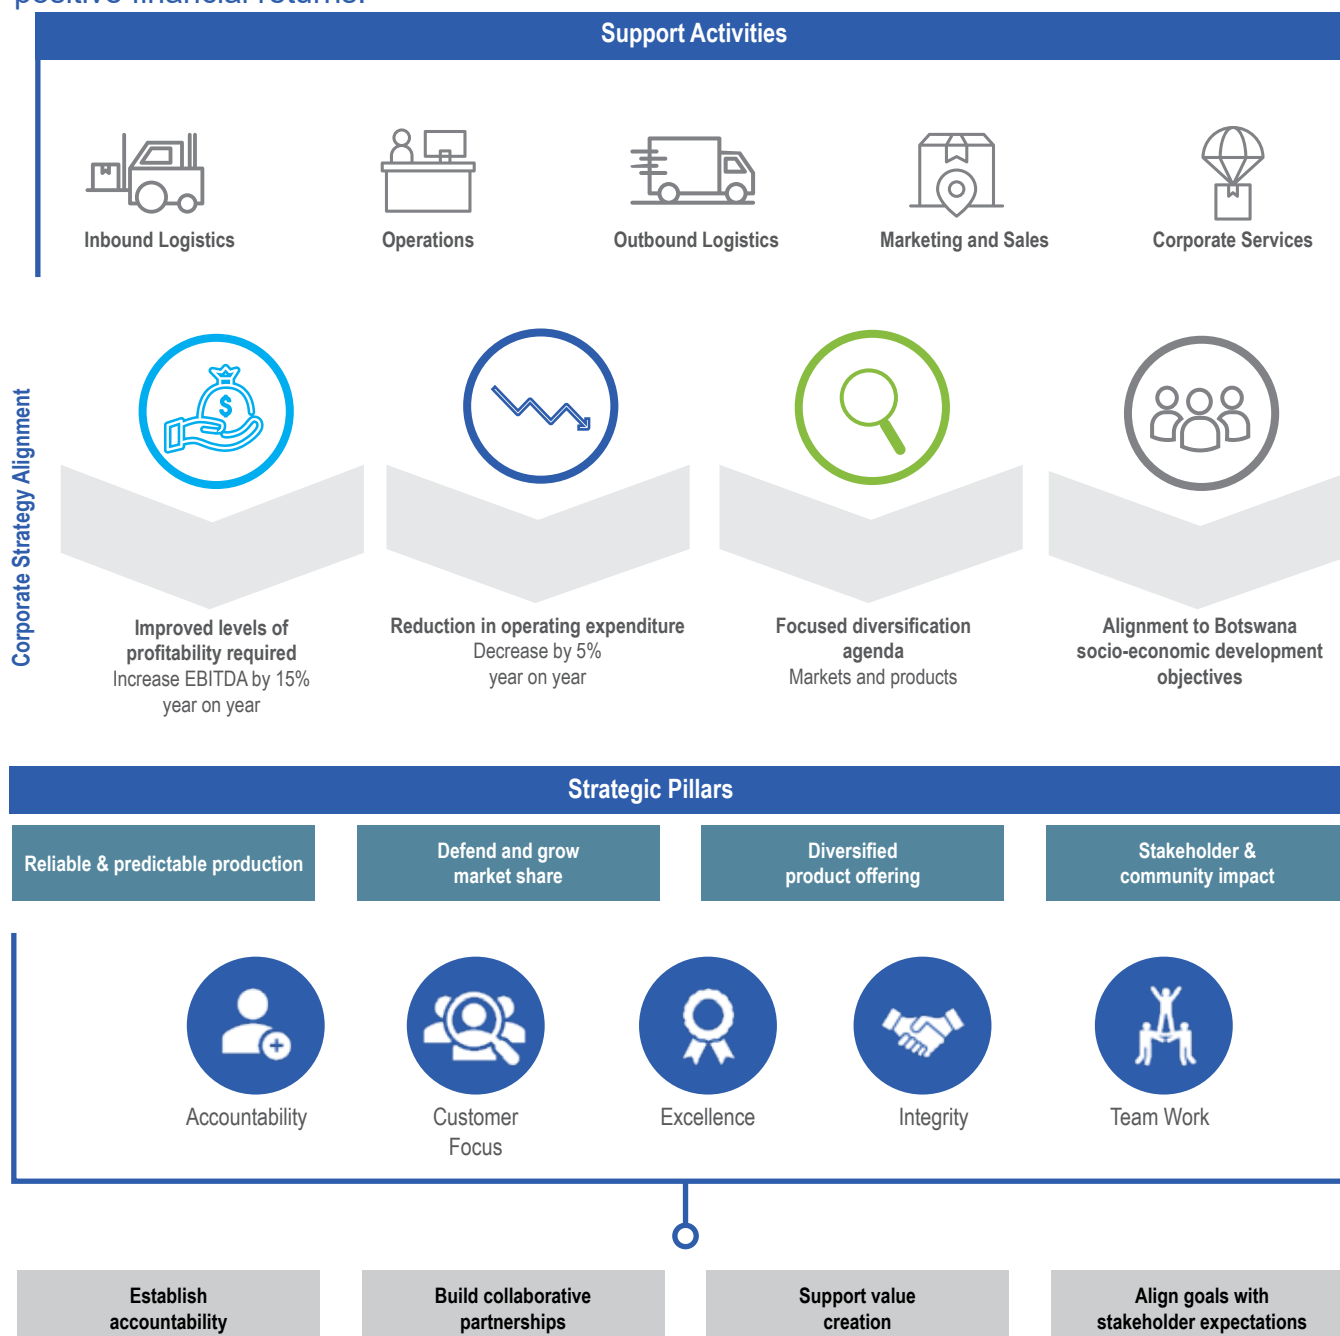 positive financial returns.
Support Activities
Inbound Logistics
Operations
Outbound Logistics
Marketing and Sales
Corporate Services
Corporate Strategy Alignment
$
Improved levels of
profitability required
Increase EBITDA by 15%
year on year
Reduction in operating expenditure
Decrease by 5%
year on year
Focused diversification
agenda
Markets and products
Alignment to Botswana
socio-economic development
objectives
Strategic Pillars
Reliable & predictable production
Defend and grow
market share
Diversified
product offering
Stakeholder &
community impact
Accountability
Customer
Focus
Excellence
Integrity
Team Work
Establish
accountability
Build collaborative
partnerships
Support value
creation
Align goals with
stakeholder expectations